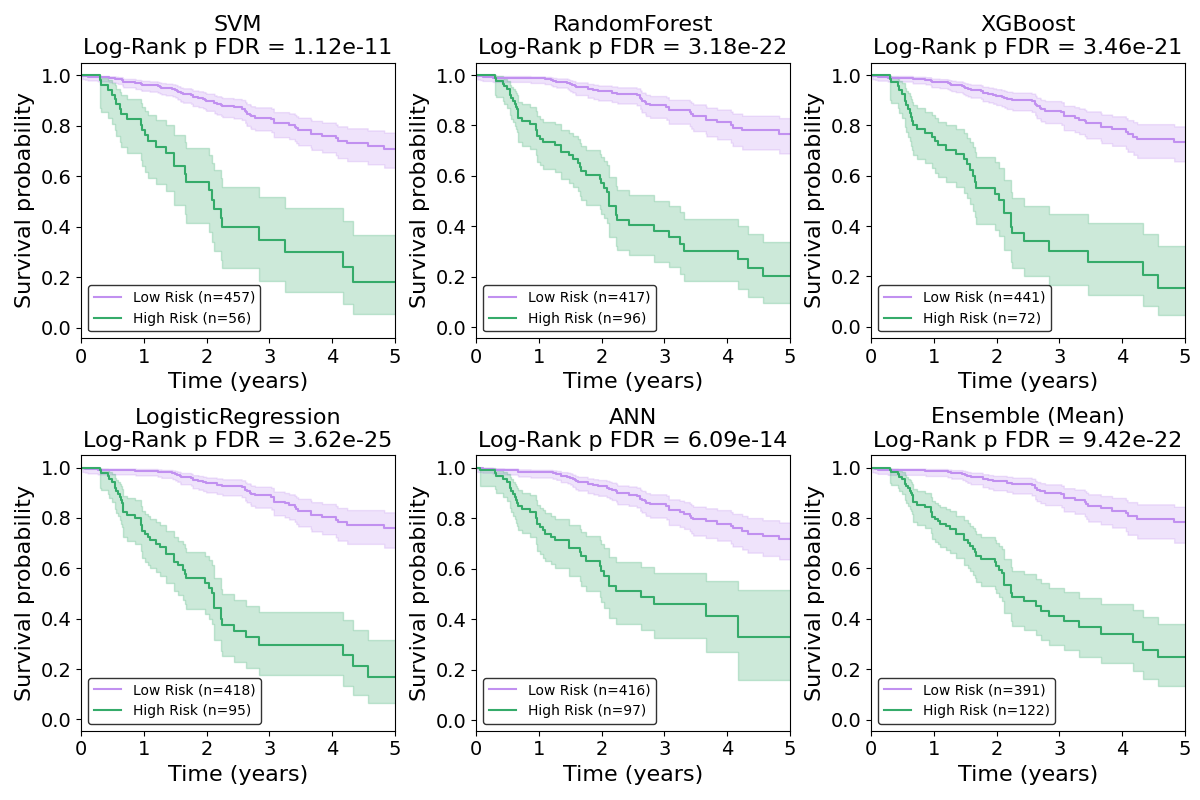 SVM
Log-Rank p FDR = 1.12e-11
Survival probability
1.0
0.8
0.6
0.4
0.2
0.0
Low Risk (n=457)
High Risk (n=56)
0 1 2 3 4 5
Time (years)
RandomForest
Log-Rank p FDR = 3.18e-22
Survival probability
1.0
0.8
0.6
0.4
0.2
0.0
Low Risk (n=417)
High Risk (n=96)
0 1 2 3 4 5
Time (years)
XGBoost
Log-Rank p FDR = 3.46e-21
Survival probability
1.0
0.8
0.6
0.4
0.2
0.0
Low Risk (n=441)
High Risk (n=72)
0 1 2 3 4 5
Time (years)
LogisticRegression
Log-Rank p FDR = 3.62e-25
Survival probability
1.0
0.8
0.6
0.4
0.2
0.0
Low Risk (n=418)
High Risk (n=95)
0 1 2 3 4 5
Time (years)
ANN
Log-Rank p FDR = 6.09e-14
Survival probability
1.0
0.8
0.6
0.4
0.2
0.0
Low Risk (n=416)
High Risk (n=97)
0 1 2 3 4 5
Time (years)
Ensemble (Mean)
Log-Rank p FDR = 9.42e-22
Survival probability
1.0
0.8
0.6
0.4
0.2
0.0
Low Risk (n=391)
High Risk (n=122)
0 1 2 3 4 5
Time (years)